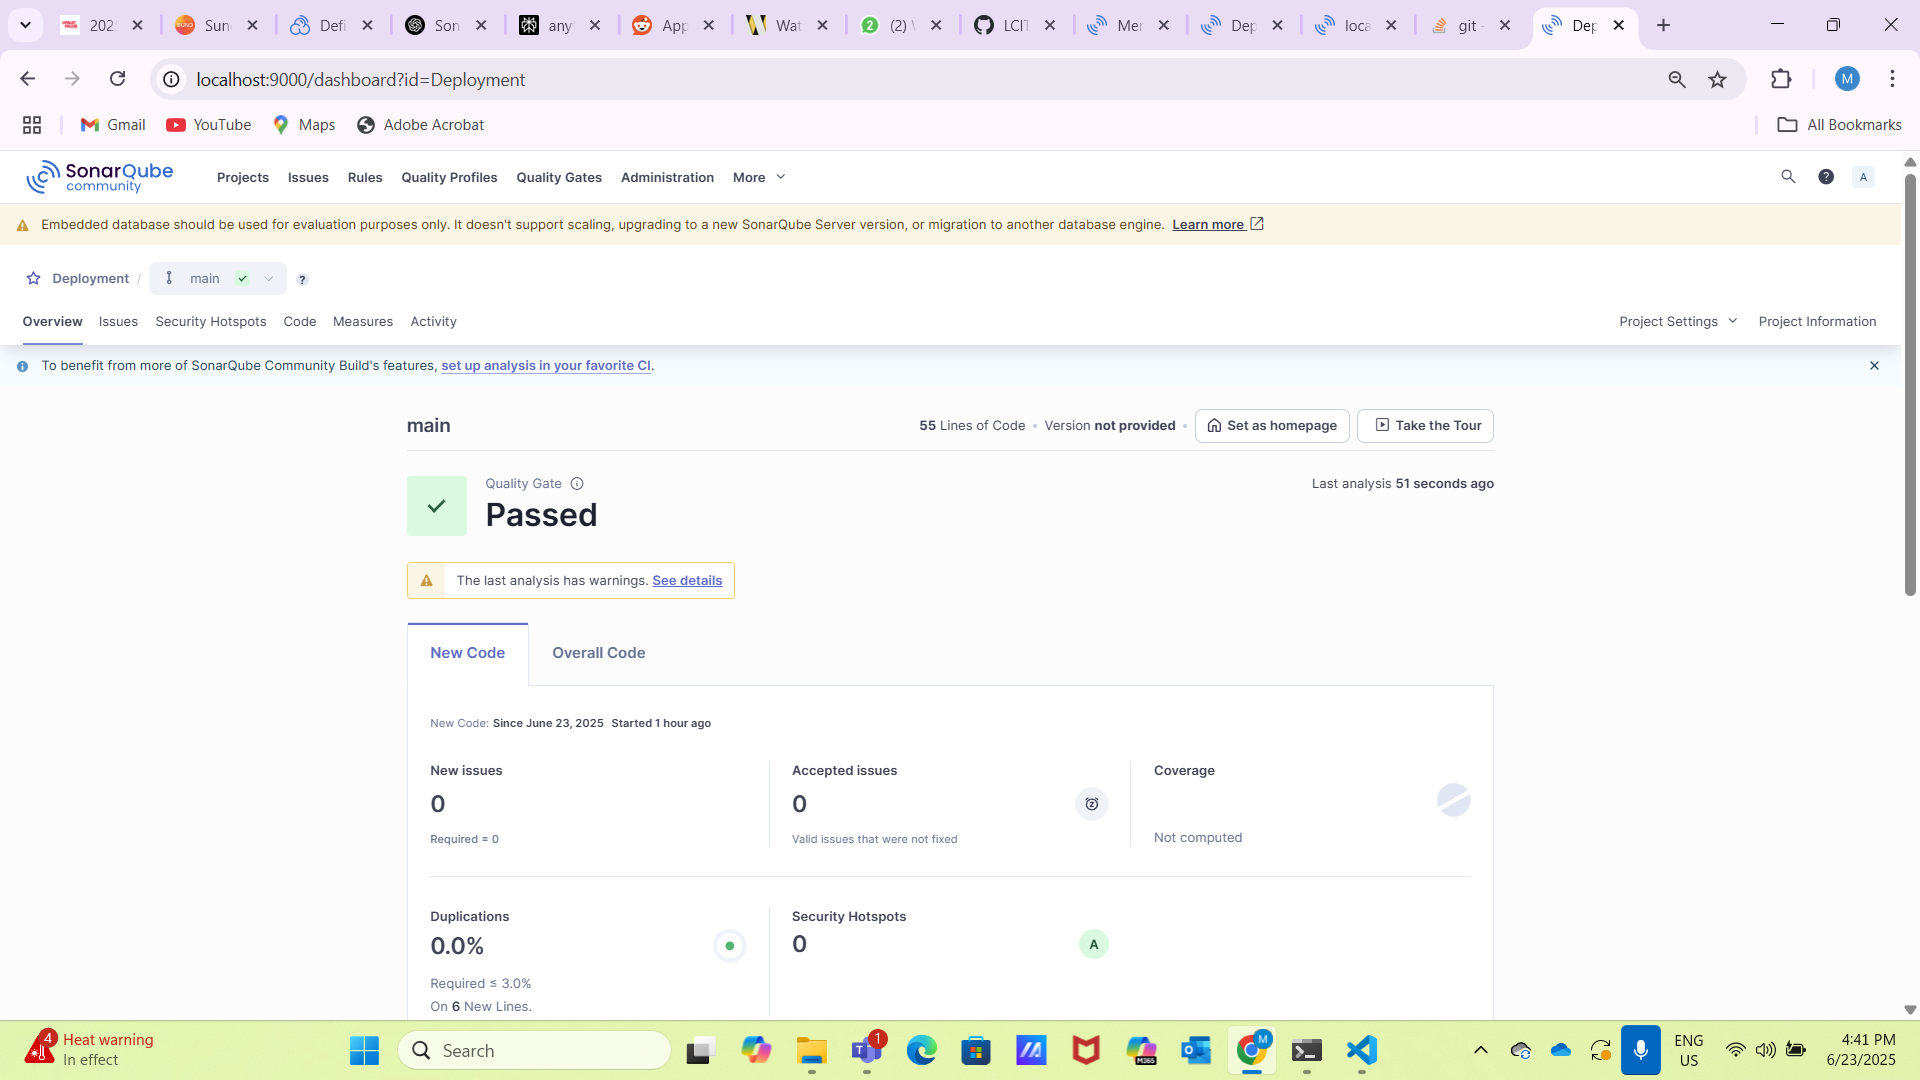 202
Sun
Defi
Son
any
App
Wat
2
(2) \
LCIT
Mer
Dep
loca
git -
Dep
localhost:9000/dashboard?id=Deployment
M
Gmail
YouTube
Maps
Adobe Acrobat
All Bookmarks
SonarQube
community
Projects
Issues
Rules
Quality Profiles
Quality Gates
Administration
More
?
A
Embedded database should be used for evaluation purposes only. It doesn't support scaling, upgrading to a new SonarQube Server version, or migration to another database engine. Learn more
Deployment / main
?
Overview
Issues
Security Hotspots
Code
Measures
Activity
Project Settings
Project Information
To benefit from more of SonarQube Community Build's features, set up analysis in your favorite CI.
main
55 Lines of Code • Version not provided •
Set as homepage
Take the Tour
Quality Gate
Passed
Last analysis 51 seconds ago
The last analysis has warnings. See details
New Code
Overall Code
New Code: Since June 23, 2025 Started 1 hour ago
New issues
0
Required = 0
Accepted issues
0
Valid issues that were not fixed
Coverage
Not computed
Duplications
0.0%
Required ≤ 3.0%
On 6 New Lines.
Security Hotspots
0
A
4
Heat warning
In effect
Search
1
M365
M
ENG
US
4:41 PM
6/23/2025